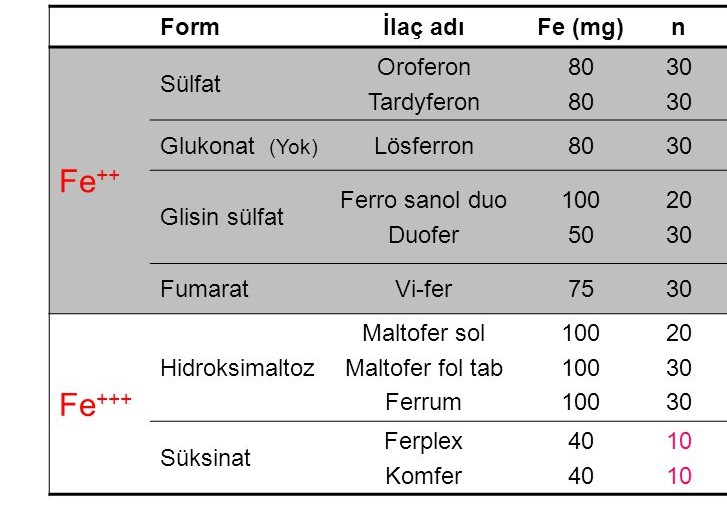 Form İlaç adı Fe (mg) n
Fe++
Sülfat
Oroferon 80 30
Tardyferon 80 30
Glukonat (Yok) Lösferron 80 30
Glisin sülfat
Ferro sanol duo 100 20
Duofer 50 30
Fumarat Vi-fer 75 30
Fe+++
Hidroksimaltoz
Maltofer sol 100 20
Maltofer fol tab 100 30
Ferrum 100 30
Süksinat
Ferplex 40 10
Komfer 40 10